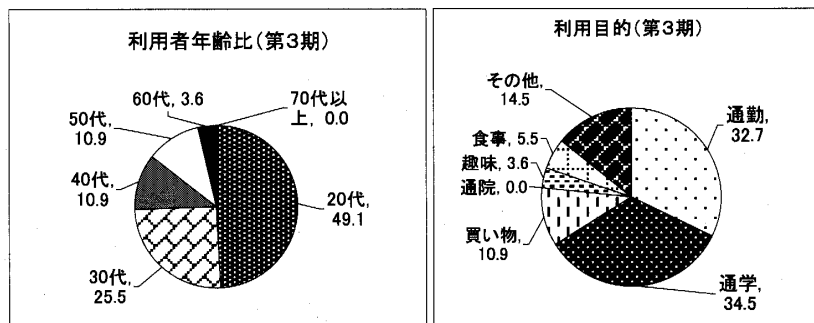 利用者年齢比(第3期)
60代, 3.6
70代以
上, 0.0
50代,
10.9
40代,
10.9
20代,
49.1
30代,
25.5
利用目的(第3期)
その他,
14.5
通勤,
32.7
食事, 5.5
趣味, 3.6
通院, 0.0
買い物,
10.9
通学,
34.5